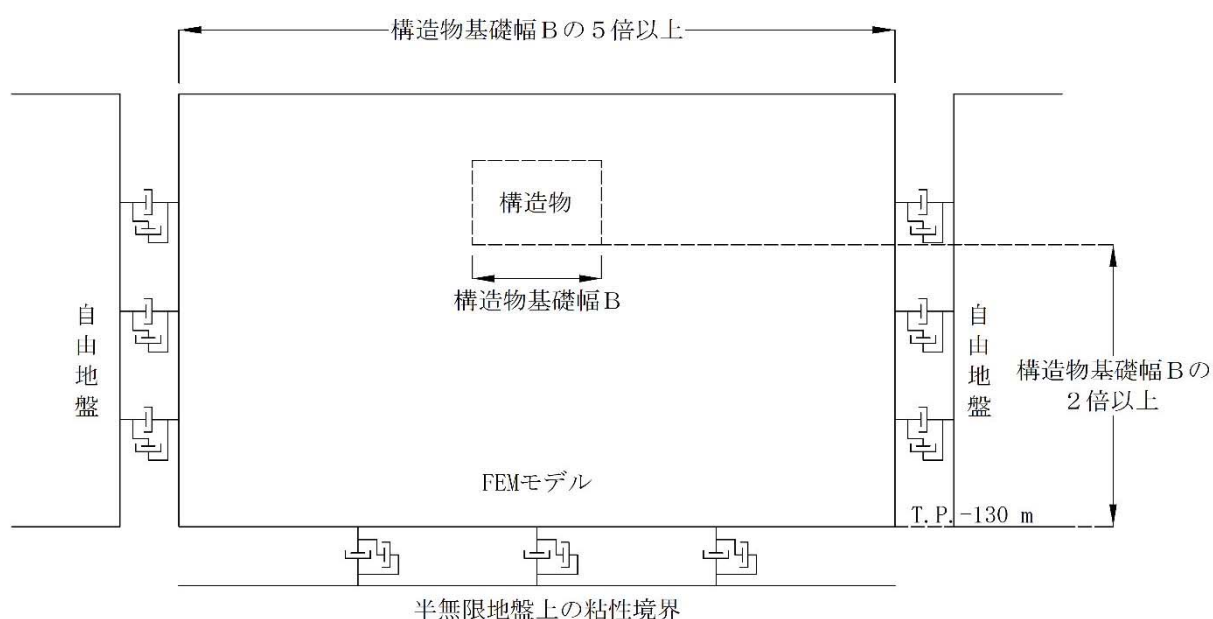 構造物基礎幅Bの5倍以上
構造物
構造物基礎幅B
自由地盤
自由地盤
構造物基礎幅Bの
2倍以上
FEMモデル
T.P.-130 m
半無限地盤上の粘性境界